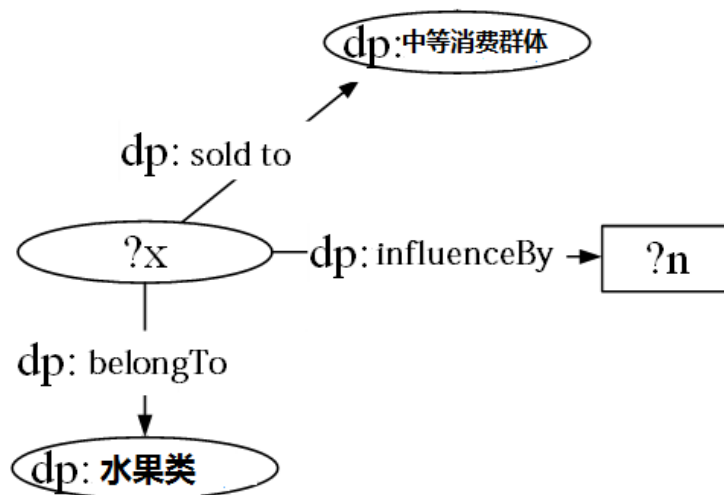 dp:中等消费群体
dp: sold to
?x
dp: influenceBy
?n
dp: belongTo
dp: 水果类